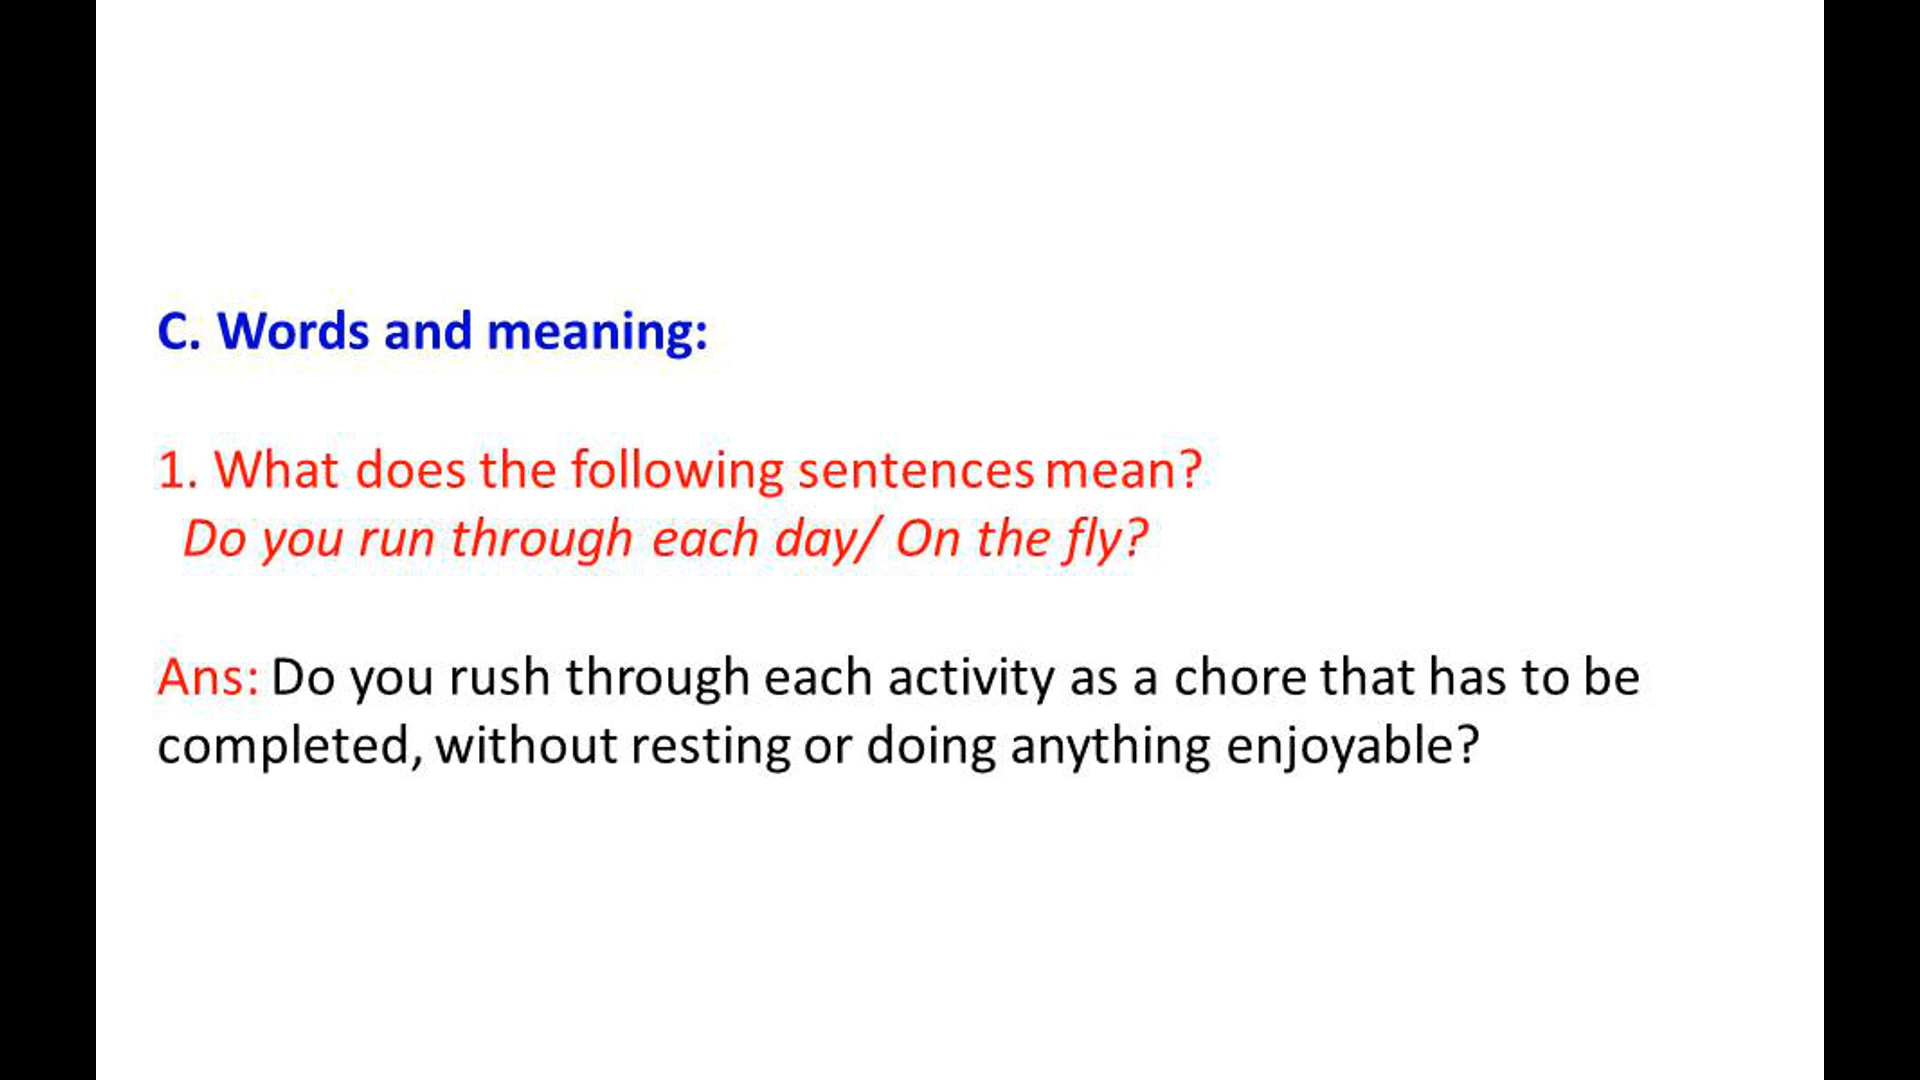 C. Words and meaning:
1. What does the following sentences mean?
Do you run through each day/ On the fly?
Ans: Do you rush through each activity as a chore that has to be
completed, without resting or doing anything enjoyable?